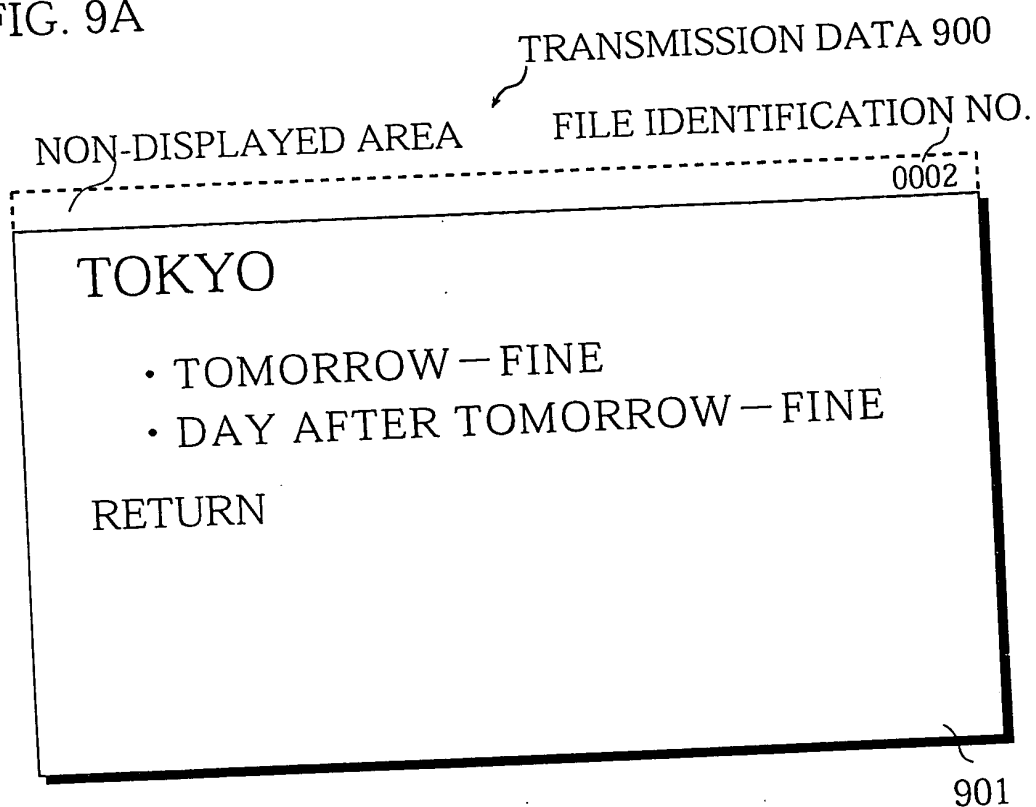 FIG. 9A
TRANSMISSION DATA 900
NON-DISPLAYED AREA
FILE IDENTIFICATION NO.
0002
TOKYO
・TOMORROW—FINE
・DAY AFTER TOMORROW—FINE
RETURN
901